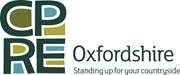 CP
RE Oxfordshire
Standing up for your countryside